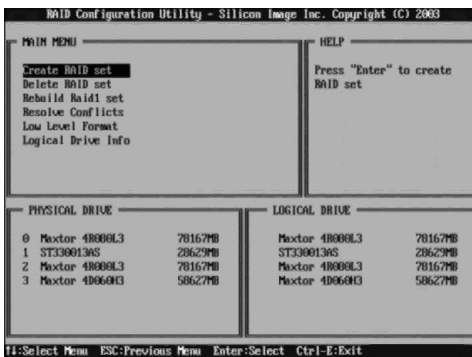 RAID Configuration Utility - Silicon Image Inc. Copyright (C) 2003
MAIN MENU
Create RAID set
Delete RAID set
Rebuild Raid1 set
Resolve Conflicts
Low Level Format
Logical Drive Info
HELP
Press "Enter" to create
RAID set
PHYSICAL DRIVE
0 Maxtor 4R080L3 78167MB
1 ST330013AS 28629MB
2 Maxtor 4R080L3 78167MB
3 Maxtor 4D060H3 58627MB
LOGICAL DRIVE
Maxtor 4R080L3 78167MB
ST330013AS 28629MB
Maxtor 4R080L3 78167MB
Maxtor 4D060H3 58627MB
↑↓:Select Menu ESC:Previous Menu Enter:Select Ctrl-E:Exit